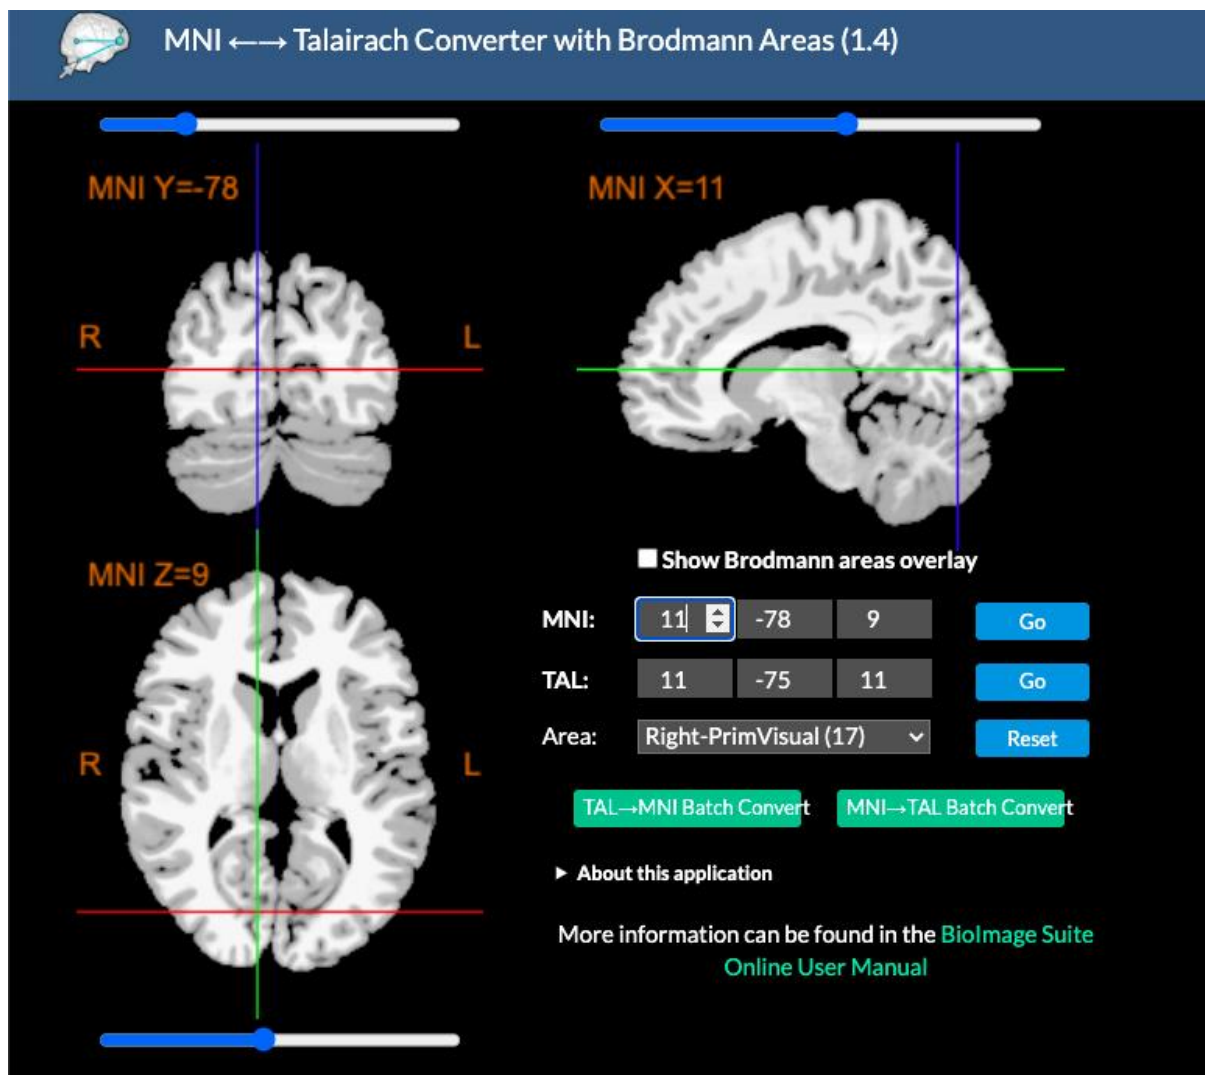 MNI ←→ Talairach Converter with Brodmann Areas (1.4)
MNI Y=-78
R
L
MNI X=11
MNI Z=9
R
L
Show Brodmann areas overlay
MNI: 11 -78 9 Go
TAL: 11 -75 11 Go
Area: Right-PrimVisual (17) Reset
TAL→MNI Batch Convert MNI→TAL Batch Convert
► About this application
More information can be found in the BioImage Suite
Online User Manual